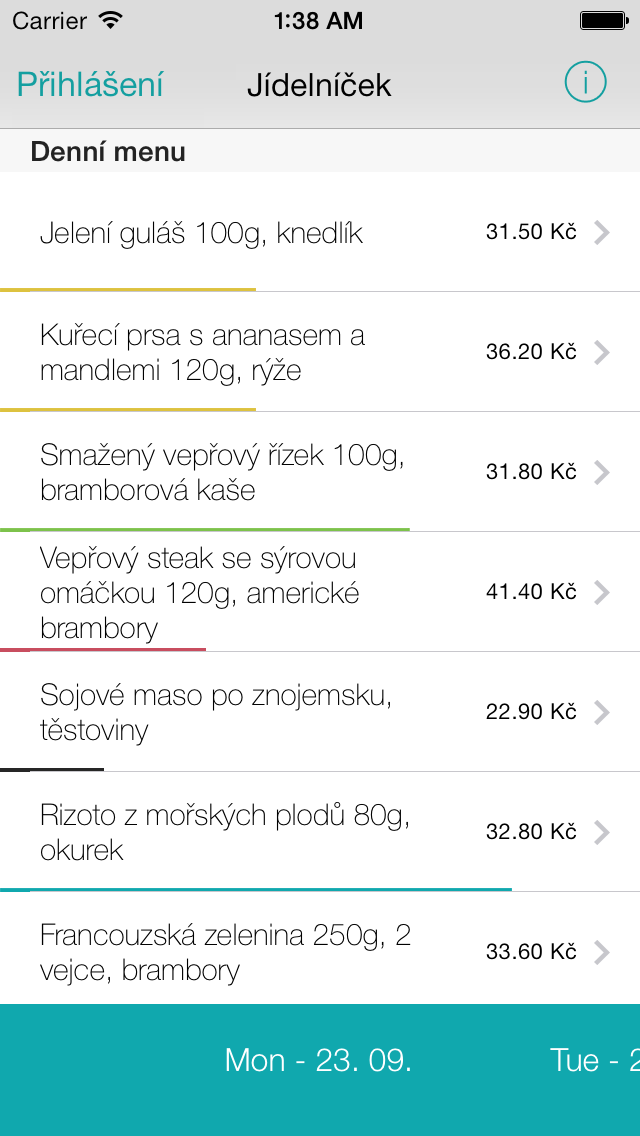 Carrier 1:38 AM
Přihlášení Jídelníček i
Denní menu
Jelení guláš 100g, knedlík 31.50 Kč
Kuřecí prsa s ananasem a
mandlemi 120g, rýže 36.20 Kč
Smažený vepřový řízek 100g,
bramborová kaše 31.80 Kč
Vepřový steak se sýrovou
omáčkou 120g, americké 41.40 Kč
brambory
Sojové maso po znojemsku,
těstoviny 22.90 Kč
Rizoto z mořských plodů 80g,
okurek 32.80 Kč
Francouzská zelenina 250g, 2
vejce, brambory 33.60 Kč
Mon - 23. 09. Tue - 2